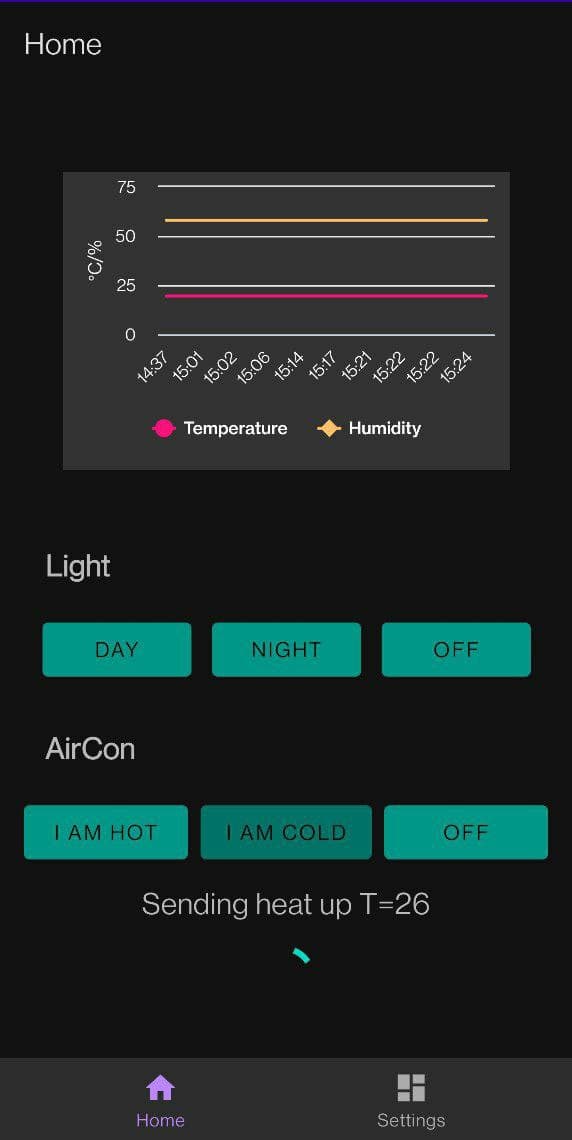 Home
75
50
25
0
°C/%
14:37 15:01 15:02 15:06 15:14 15:17 15:21 15:22 15:22 15:24
Temperature Humidity
Light
DAY NIGHT OFF
AirCon
I AM HOT I AM COLD OFF
Sending heat up T=26
Home Settings